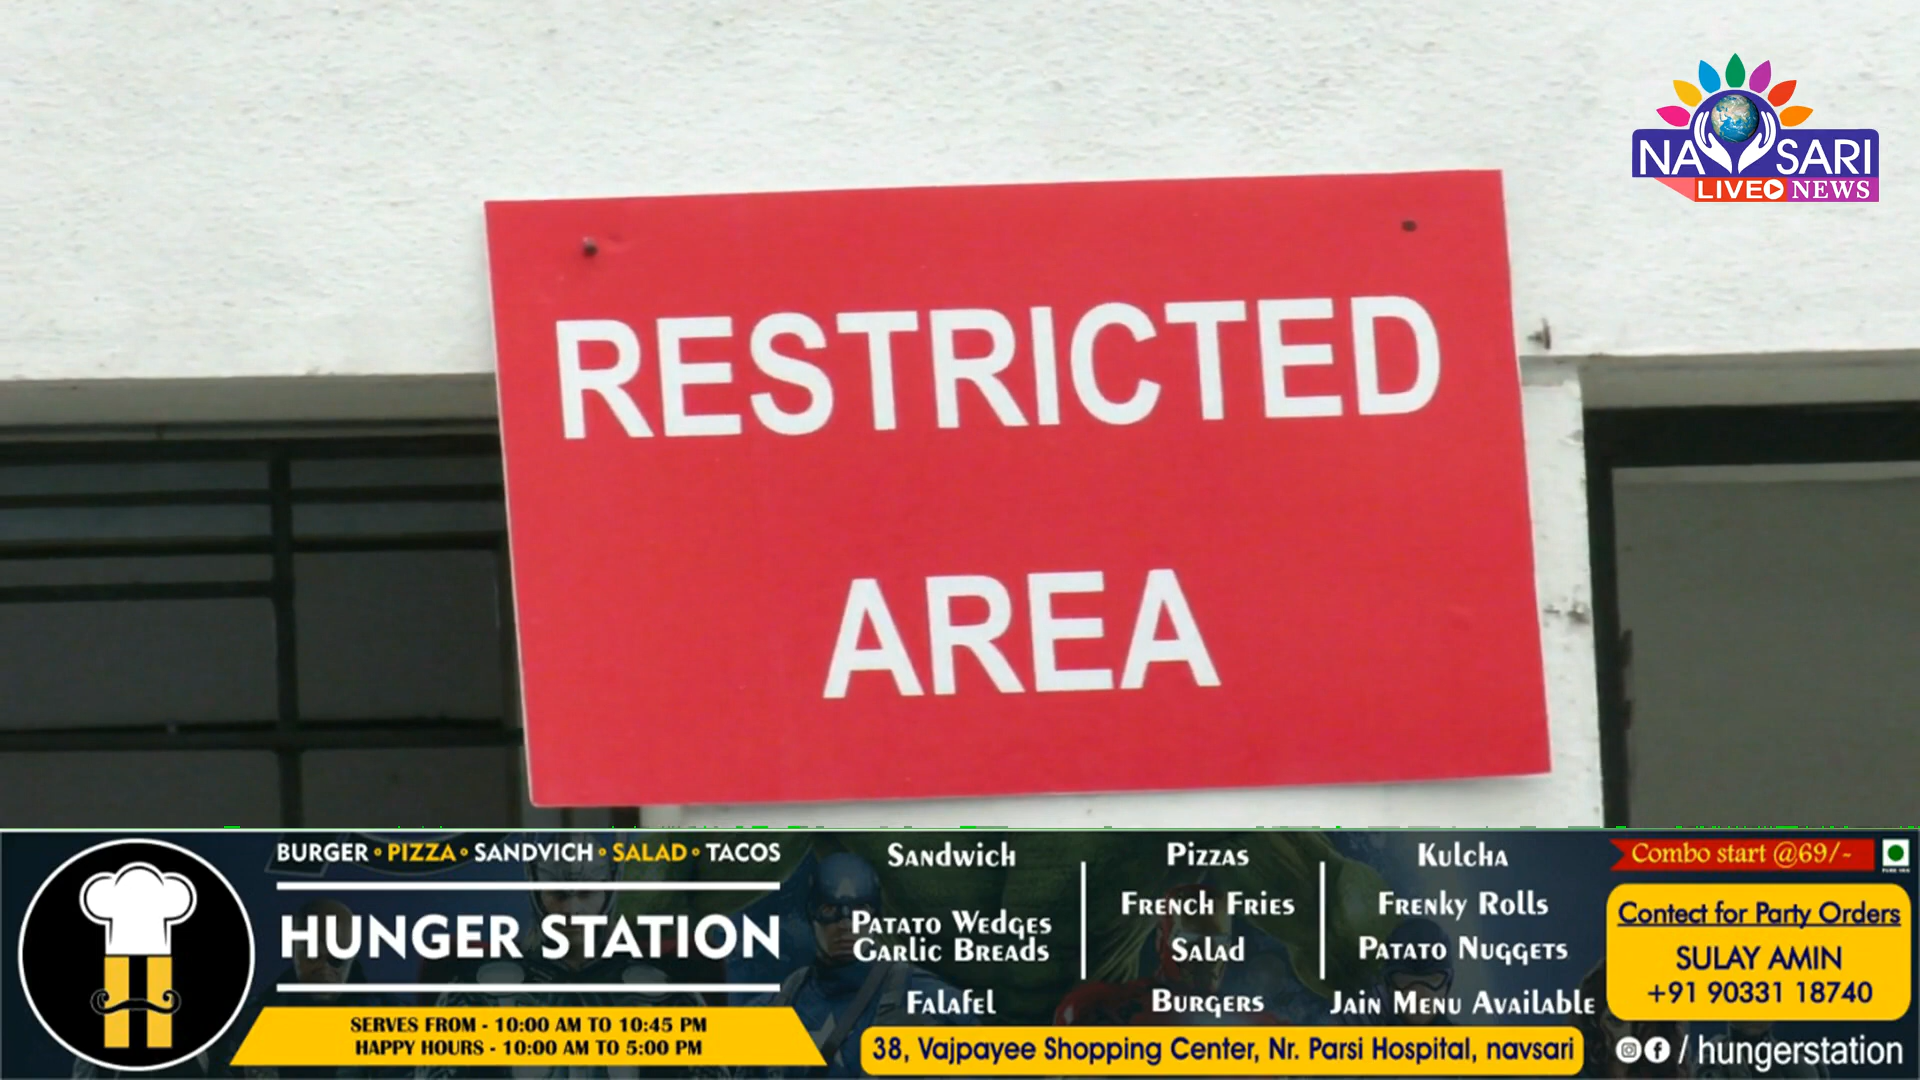 NAVSARI
LIVE NEWS
RESTRICTED
AREA
BURGER • PIZZA • SANDVICH • SALAD • TACOS
HUNGER STATION
SERVES FROM - 10:00 AM TO 10:45 PM
HAPPY HOURS - 10:00 AM TO 5:00 PM
Sandwich
Patato Wedges
Garlic Breads
Falafel
Pizzas
French Fries
Salad
Burgers
Kulcha
Frenky Rolls
Patato Nuggets
Jain Menu Available
38, Vajpayee Shopping Center, Nr. Parsi Hospital, navsari
Combo start @69/-
Contect for Party Orders
SULAY AMIN
+91 90331 18740
/ hungerstation